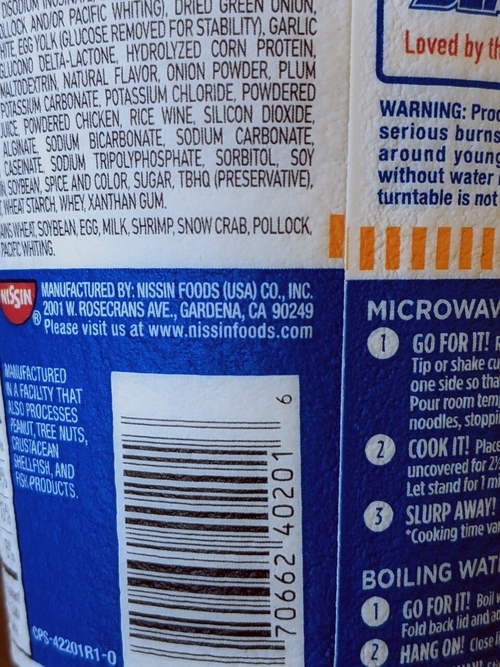 DISODIUM
POLLOCK AND/OR PACIFIC WHITING), DRIED GREEN ONION,
WHITE, EGG YOLK (GLUCOSE REMOVED FOR STABILITY), GARLIC
GLUCONO DELTA-LACTONE, HYDROLYZED CORN PROTEIN,
MALTODEXTRIN, NATURAL FLAVOR, ONION POWDER, PLUM
POTASSIUM CARBONATE, POTASSIUM CHLORIDE, POWDERED
JUICE, POWDERED CHICKEN, RICE WINE, SILICON DIOXIDE,
ALGINATE, SODIUM BICARBONATE, SODIUM CARBONATE,
CASEINATE, SODIUM TRIPOLYPHOSPHATE, SORBITOL, SOY
SOYBEAN, SPICE AND COLOR, SUGAR, TBHQ (PRESERVATIVE),
WHEAT STARCH, WHEY, XANTHAN GUM.
AINS WHEAT, SOYBEAN, EGG, MILK, SHRIMP, SNOW CRAB, POLLOCK,
PACIFIC WHITING.
NISSIN ®
MANUFACTURED BY: NISSIN FOODS (USA) CO., INC.
2001 W. ROSECRANS AVE., GARDENA, CA 90249
Please visit us at www.nissinfoods.com
MANUFACTURED
IN A FACILITY THAT
ALSO PROCESSES
PEANUT, TREE NUTS,
CRUSTACEAN
SHELLFISH, AND
FISH PRODUCTS.
70662 40201 6
CPS-42201R1-0
Loved by th
WARNING: Prod
serious burns
around young
without water
turntable is not
MICROWAV
1 GO FOR IT!
Tip or shake cu
one side so tha
Pour room temp
noodles, stoppi
2 COOK IT! Place
uncovered for 2½
Let stand for 1 mi
3 SLURP AWAY!
*Cooking time va
BOILING WAT
1 GO FOR IT! Boil w
Fold back lid and ad
2 HANG ON! Close l